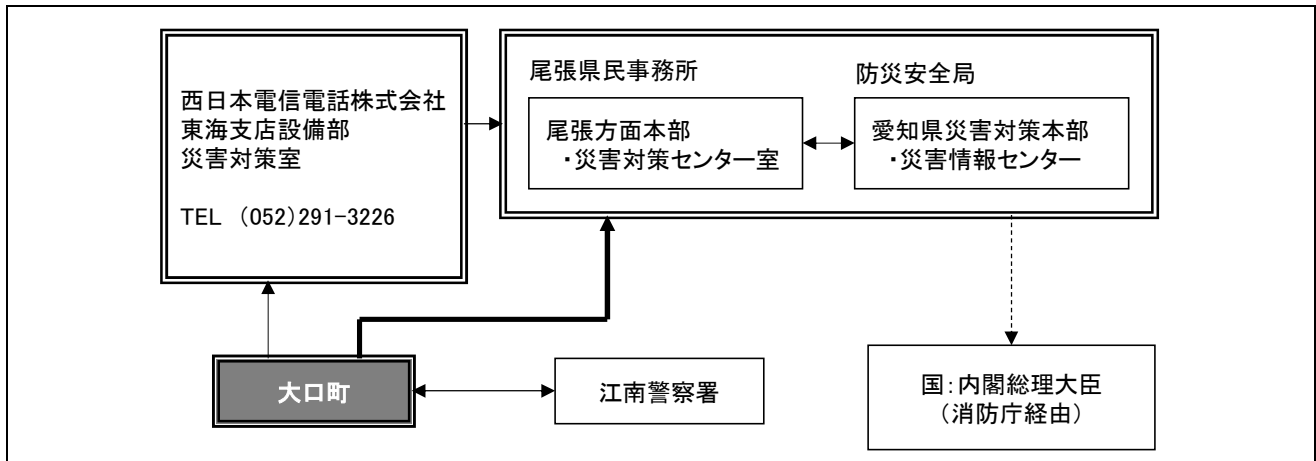 西日本電信電話株式会社
東海支店設備部
災害対策室
TEL (052)291-3226
尾張県民事務所
尾張方面本部
・災害対策センター室
防災安全局
愛知県災害対策本部
・災害情報センター
大口町
江南警察署
国:内閣総理大臣
(消防庁経由)